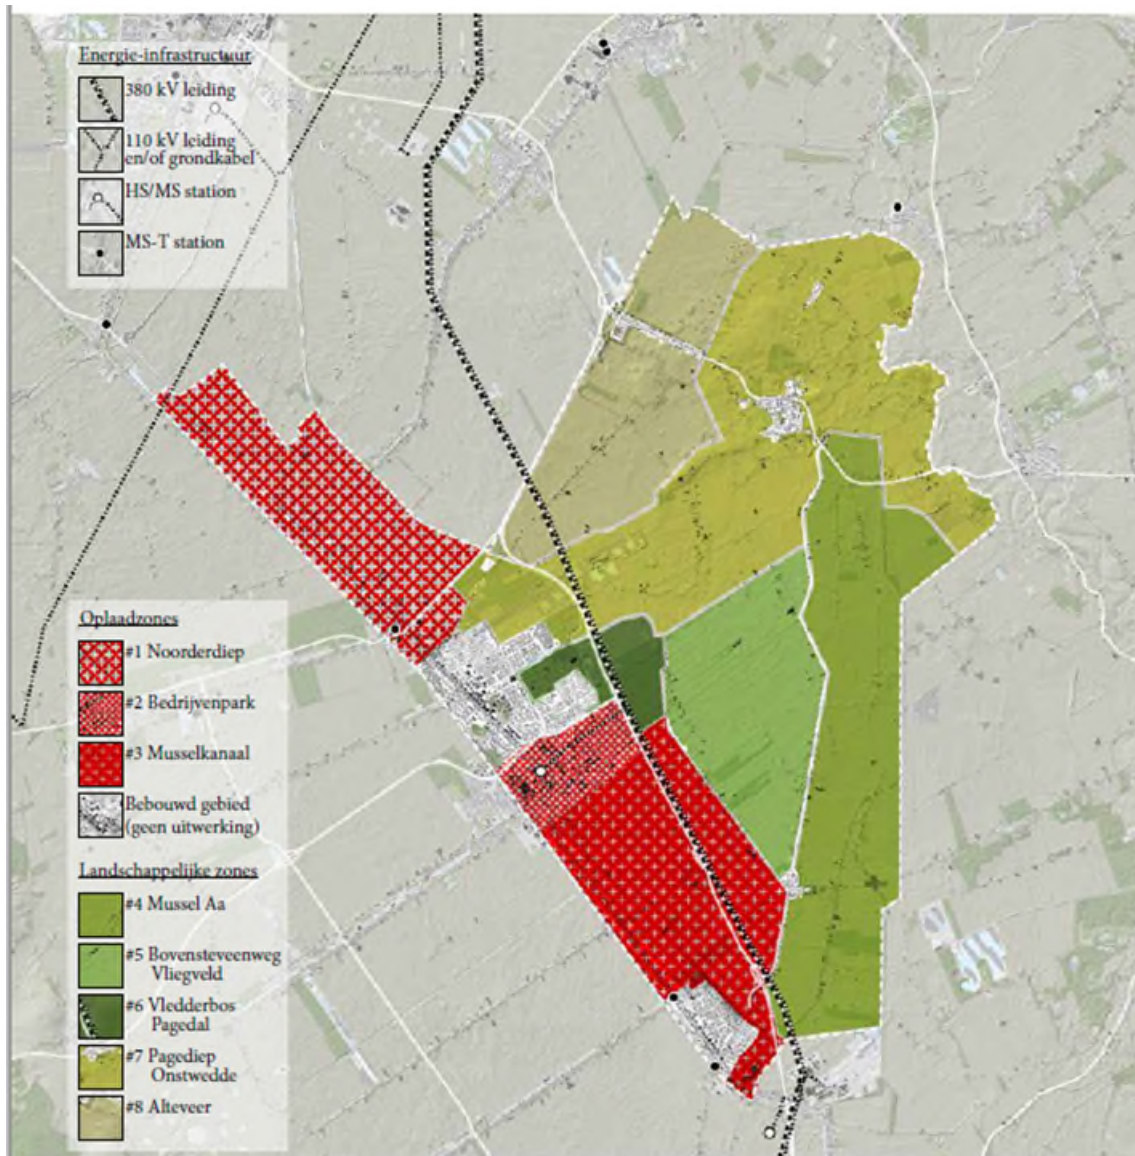 Energie-infrastructuur
380 kV leiding
110 kV leiding
en/of grondkabel
HS/MS station
MS-T station
Oplaadzones
#1 Noorderdiep
#2 Bedrijvenpark
#3 Musselkanaal
Bebouwd gebied
(geen uitwerking)
Landschappelijke zones
#4 Mussel Aa
#5 Bovensteveenweg
Vliegveld
#6 Vledderbos
Pagedal
#7 Pagediep
Onstwedde
#8 Alteveer